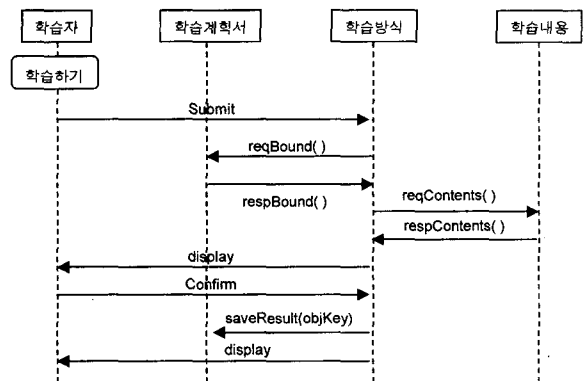 학습자
학습계획서
학습방식
학습내용
학습하기
Submit
reqBound( )
respBound( )
reqContents( )
respContents( )
display
Confirm
saveResult(objKey)
display